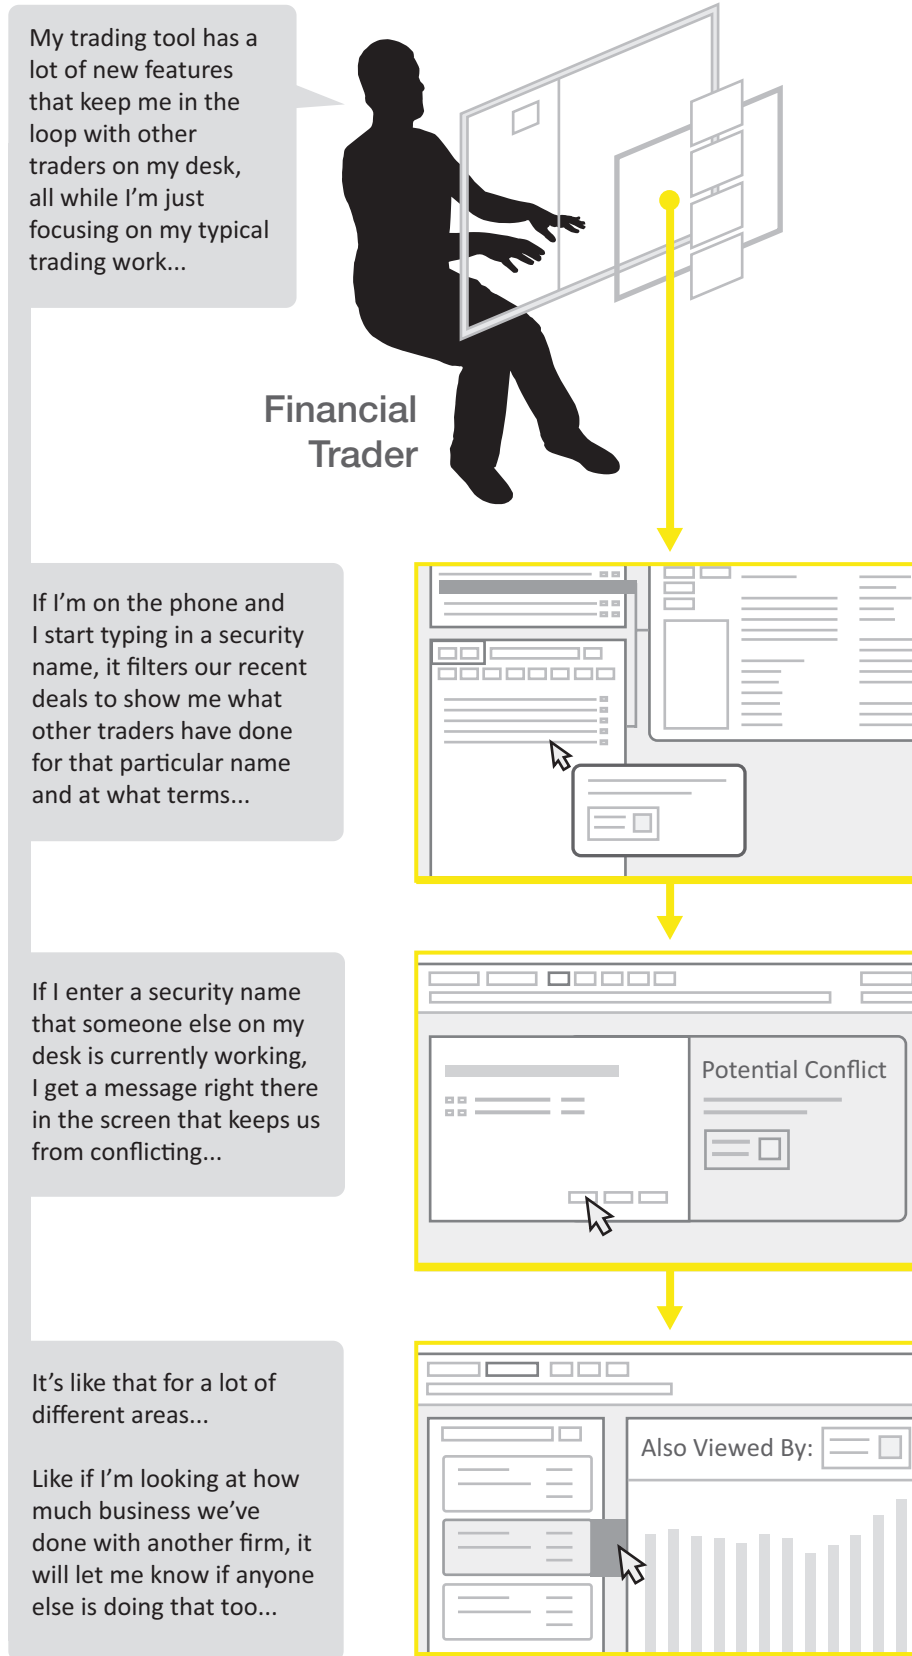 My trading tool has a
lot of new features
that keep me in the
loop with other
traders on my desk,
all while I’m just
focusing on my typical
trading work...
Financial
Trader
If I’m on the phone and
I start typing in a security
name, it filters our recent
deals to show me what
other traders have done
for that particular name
and at what terms...
If I enter a security name
that someone else on my
desk is currently working,
I get a message right there
in the screen that keeps us
from conflicting...
Potential Conflict
It’s like that for a lot of
different areas...
Like if I’m looking at how
much business we’ve
done with another firm, it
will let me know if anyone
else is doing that too...
Also Viewed By: